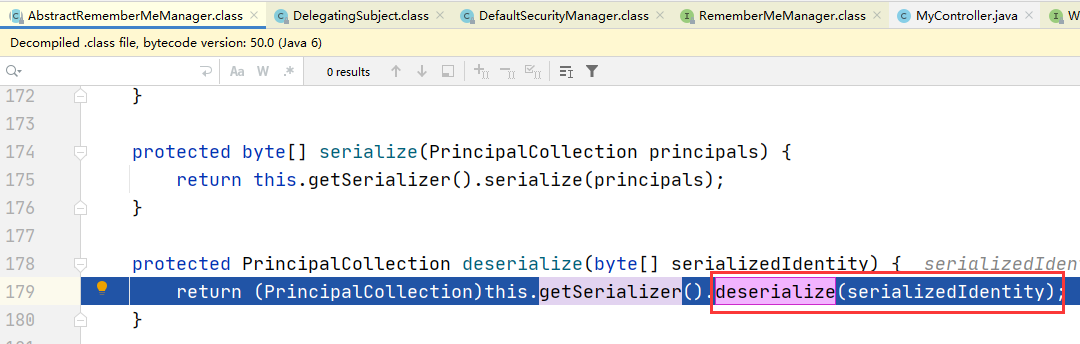 AbstractRememberMeManager.class DelegatingSubject.class DefaultSecurityManager.class RememberMeManager.class MyController.java W
Decompiled .class file, bytecode version: 50.0 (Java 6)
Aa W .* 0 results
172 }
173
174 protected byte[] serialize(PrincipalCollection principals) {
175 return this.getSerializer().serialize(principals);
176 }
177
178 protected PrincipalCollection deserialize(byte[] serializedIdentity) { serializedIden
179 return (PrincipalCollection)this.getSerializer().deserialize(serializedIdentity);
180 }